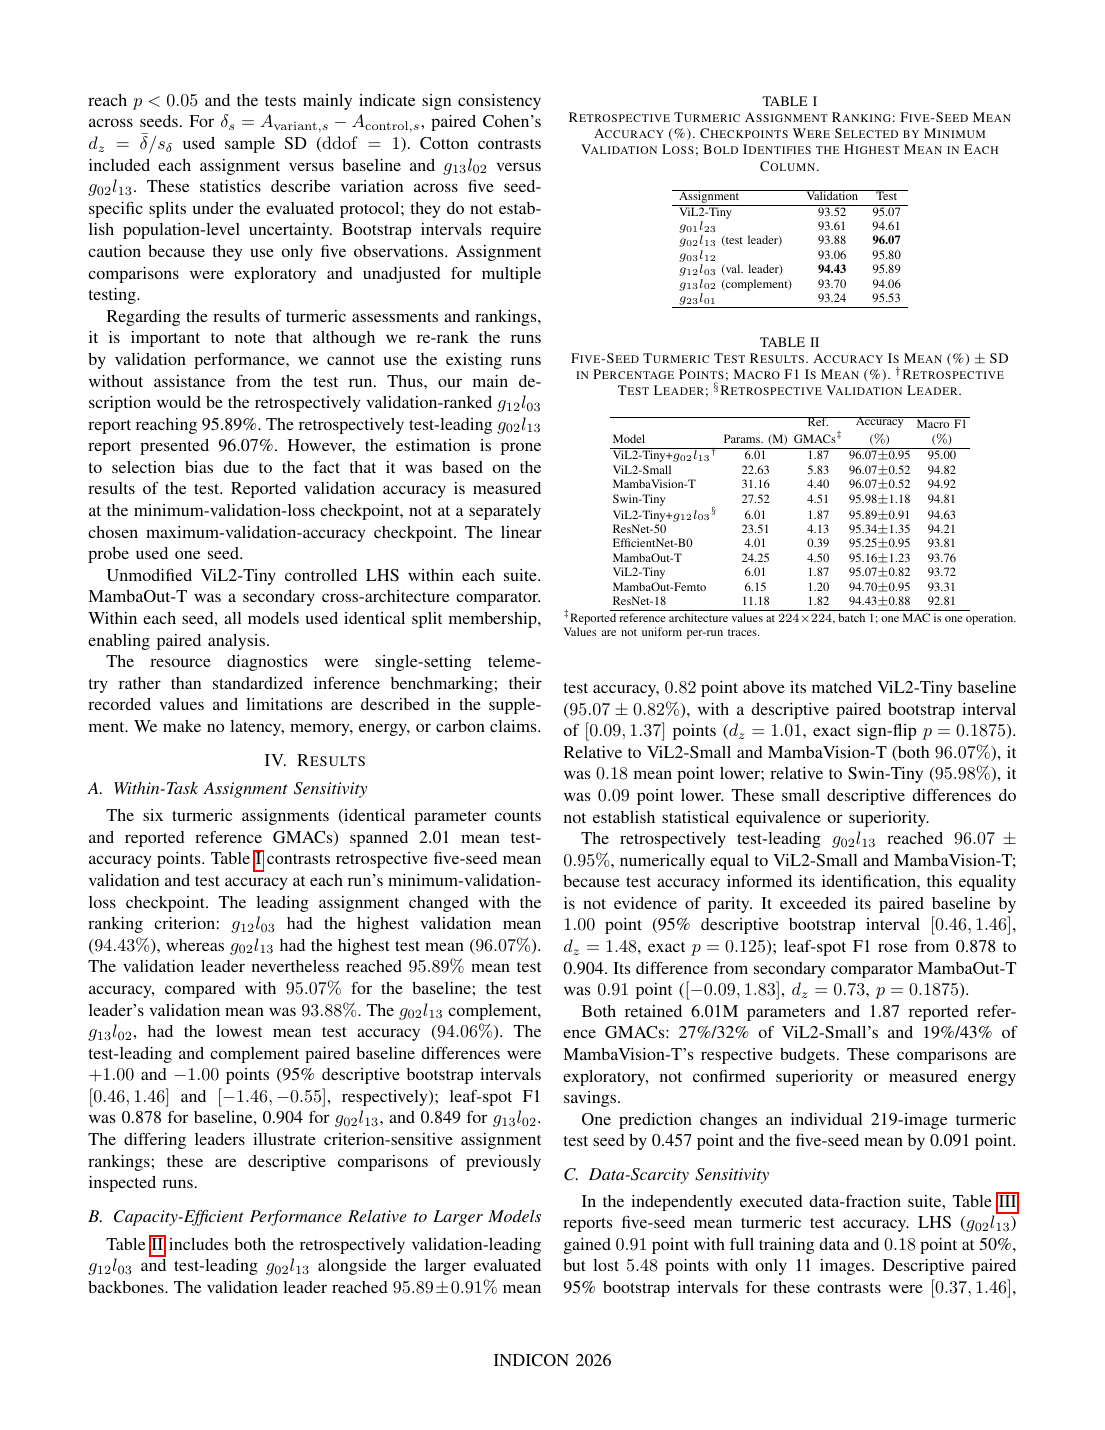 reach p < 0.05 and the tests mainly indicate sign consistency
across seeds. For δₛ = A_variant,s − A_control,s, paired Cohen's
d_z = δ̄/s_δ used sample SD (ddof = 1). Cotton contrasts
included each assignment versus baseline and g₁₃l₀₂ versus
g₀₂l₁₃. These statistics describe variation across five seed-
specific splits under the evaluated protocol; they do not estab-
lish population-level uncertainty. Bootstrap intervals require
caution because they use only five observations. Assignment
comparisons were exploratory and unadjusted for multiple
testing.
Regarding the results of turmeric assessments and rankings,
it is important to note that although we re-rank the runs
by validation performance, we cannot use the existing runs
without assistance from the test run. Thus, our main de-
scription would be the retrospectively validation-ranked g₁₂l₀₃
report reaching 95.89%. The retrospectively test-leading g₀₂l₁₃
report presented 96.07%. However, the estimation is prone
to selection bias due to the fact that it was based on the
results of the test. Reported validation accuracy is measured
at the minimum-validation-loss checkpoint, not at a separately
chosen maximum-validation-accuracy checkpoint. The linear
probe used one seed.
Unmodified ViL2-Tiny controlled LHS within each suite.
MambaOut-T was a secondary cross-architecture comparator.
Within each seed, all models used identical split membership,
enabling paired analysis.
The resource diagnostics were single-setting teleme-
try rather than standardized inference benchmarking; their
recorded values and limitations are described in the supple-
ment. We make no latency, memory, energy, or carbon claims.
IV. RESULTS
A. Within-Task Assignment Sensitivity
The six turmeric assignments (identical parameter counts
and reported reference GMACs) spanned 2.01 mean test-
accuracy points. Table I contrasts retrospective five-seed mean
validation and test accuracy at each run's minimum-validation-
loss checkpoint. The leading assignment changed with the
ranking criterion: g₁₂l₀₃ had the highest validation mean
(94.43%), whereas g₀₂l₁₃ had the highest test mean (96.07%).
The validation leader nevertheless reached 95.89% mean test
accuracy, compared with 95.07% for the baseline; the test
leader's validation mean was 93.88%. The g₀₂l₁₃ complement,
g₁₃l₀₂, had the lowest mean test accuracy (94.06%). The
test-leading and complement paired baseline differences were
+1.00 and −1.00 points (95% descriptive bootstrap intervals
[0.46, 1.46] and [−1.46, −0.55], respectively); leaf-spot F1
was 0.878 for baseline, 0.904 for g₀₂l₁₃, and 0.849 for g₁₃l₀₂.
The differing leaders illustrate criterion-sensitive assignment
rankings; these are descriptive comparisons of previously
inspected runs.
B. Capacity-Efficient Performance Relative to Larger Models
Table II includes both the retrospectively validation-leading
g₁₂l₀₃ and test-leading g₀₂l₁₃ alongside the larger evaluated
backbones. The validation leader reached 95.89±0.91% mean
TABLE I
RETROSPECTIVE TURMERIC ASSIGNMENT RANKING: FIVE-SEED MEAN
ACCURACY (%). CHECKPOINTS WERE SELECTED BY MINIMUM
VALIDATION LOSS; BOLD IDENTIFIES THE HIGHEST MEAN IN EACH
COLUMN.
Assignment Validation Test
ViL2-Tiny 93.52 95.07
g₀₁l₂₃ 93.61 94.61
g₀₂l₁₃ (test leader) 93.88 96.07
g₀₃l₁₂ 93.06 95.80
g₁₂l₀₃ (val. leader) 94.43 95.89
g₁₃l₀₂ (complement) 93.70 94.06
g₂₃l₀₁ 93.24 95.53
TABLE II
FIVE-SEED TURMERIC TEST RESULTS. ACCURACY IS MEAN (%) ± SD
IN PERCENTAGE POINTS; MACRO F1 IS MEAN (%). †RETROSPECTIVE
TEST LEADER; §RETROSPECTIVE VALIDATION LEADER.
Ref. Accuracy Macro F1
Model Params. (M) GMACs‡ (%) (%)
ViL2-Tiny+g₀₂l₁₃† 6.01 1.87 96.07±0.95 95.00
ViL2-Small 22.63 5.83 96.07±0.52 94.82
MambaVision-T 31.16 4.40 96.07±0.52 94.92
Swin-Tiny 27.52 4.51 95.98±1.18 94.81
ViL2-Tiny+g₁₂l₀₃§ 6.01 1.87 95.89±0.91 94.63
ResNet-50 23.51 4.13 95.34±1.35 94.21
EfficientNet-B0 4.01 0.39 95.25±0.95 93.81
MambaOut-T 24.25 4.50 95.16±1.23 93.76
ViL2-Tiny 6.01 1.87 95.07±0.82 93.72
MambaOut-Femto 6.15 1.20 94.70±0.95 93.31
ResNet-18 11.18 1.82 94.43±0.88 92.81
‡Reported reference architecture values at 224×224, batch 1; one MAC is one operation.
Values are not uniform per-run traces.
test accuracy, 0.82 point above its matched ViL2-Tiny baseline
(95.07 ± 0.82%), with a descriptive paired bootstrap interval
of [0.09, 1.37] points (d_z = 1.01, exact sign-flip p = 0.1875).
Relative to ViL2-Small and MambaVision-T (both 96.07%), it
was 0.18 mean point lower; relative to Swin-Tiny (95.98%), it
was 0.09 point lower. These small descriptive differences do
not establish statistical equivalence or superiority.
The retrospectively test-leading g₀₂l₁₃ reached 96.07 ±
0.95%, numerically equal to ViL2-Small and MambaVision-T;
because test accuracy informed its identification, this equality
is not evidence of parity. It exceeded its paired baseline by
1.00 point (95% descriptive bootstrap interval [0.46, 1.46],
d_z = 1.48, exact p = 0.125); leaf-spot F1 rose from 0.878 to
0.904. Its difference from secondary comparator MambaOut-T
was 0.91 point ([−0.09, 1.83], d_z = 0.73, p = 0.1875).
Both retained 6.01M parameters and 1.87 reported refer-
ence GMACs: 27%/32% of ViL2-Small's and 19%/43% of
MambaVision-T's respective budgets. These comparisons are
exploratory, not confirmed superiority or measured energy
savings.
One prediction changes an individual 219-image turmeric
test seed by 0.457 point and the five-seed mean by 0.091 point.
C. Data-Scarcity Sensitivity
In the independently executed data-fraction suite, Table III
reports five-seed mean turmeric test accuracy. LHS (g₀₂l₁₃)
gained 0.91 point with full training data and 0.18 point at 50%,
but lost 5.48 points with only 11 images. Descriptive paired
95% bootstrap intervals for these contrasts were [0.37, 1.46],
INDICON 2026